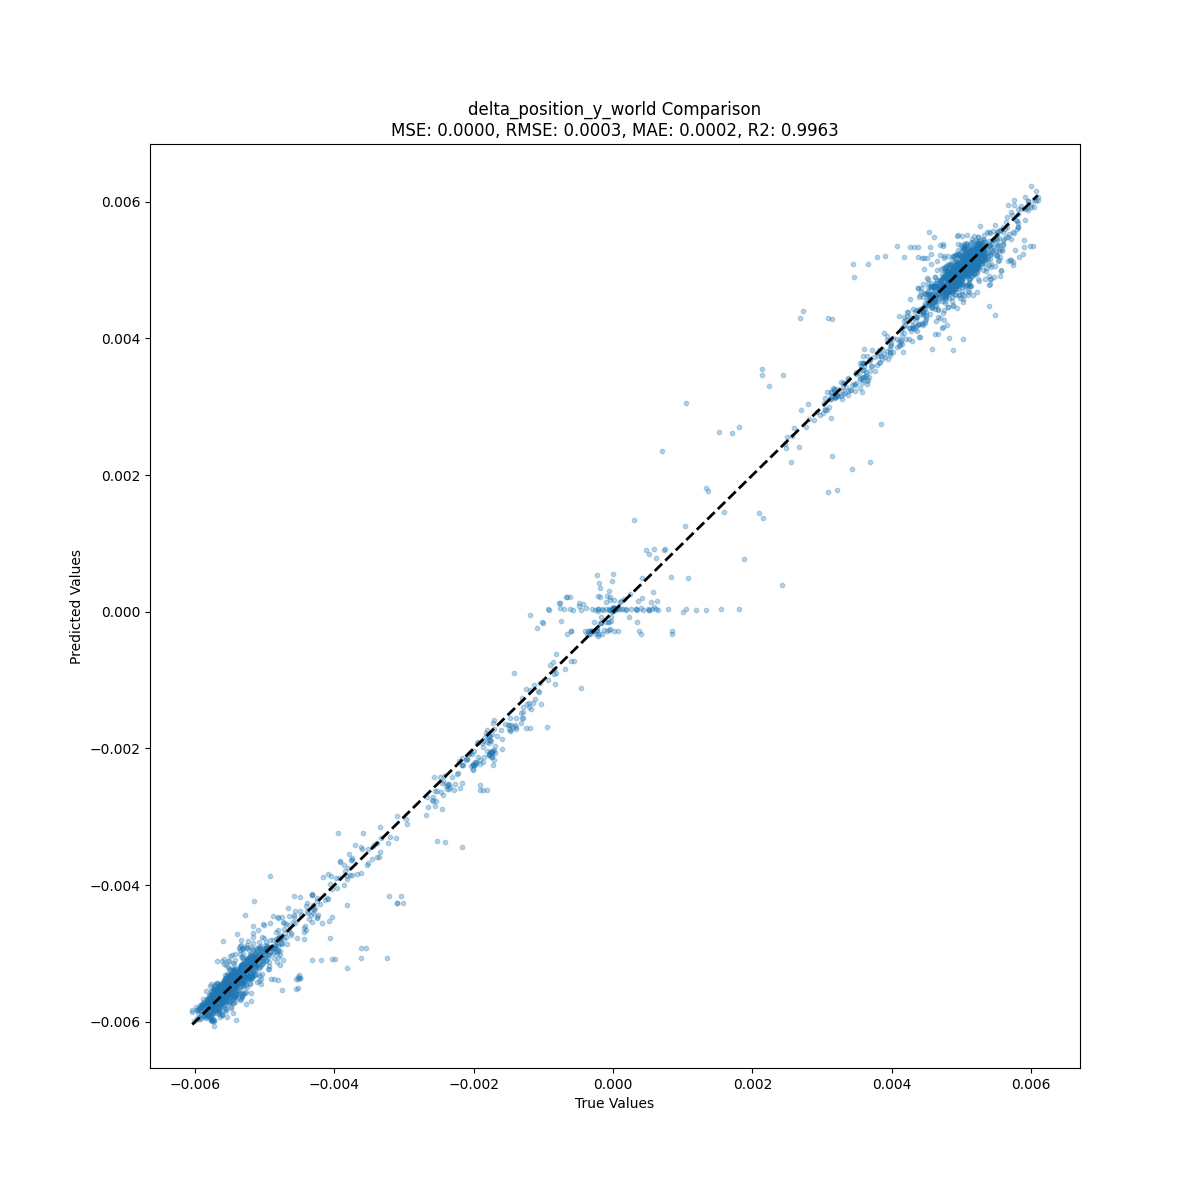 delta_position_y_world Comparison
MSE: 0.0000, RMSE: 0.0003, MAE: 0.0002, R2: 0.9963
0.006
0.004
0.002
0.000
−0.002
−0.004
−0.006
Predicted Values
−0.006 −0.004 −0.002 0.000 0.002 0.004 0.006
True Values